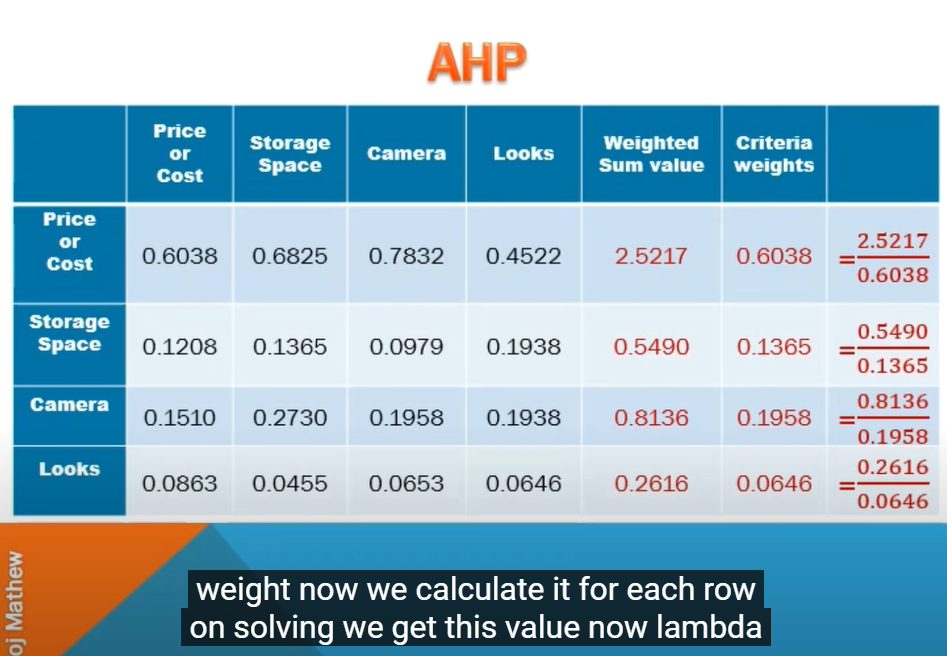 AHP
Price or Cost Storage Space Camera Looks Weighted Sum value Criteria weights
Price or Cost 0.6038 0.6825 0.7832 0.4522 2.5217 0.6038 = 2.5217 / 0.6038
Storage Space 0.1208 0.1365 0.0979 0.1938 0.5490 0.1365 = 0.5490 / 0.1365
Camera 0.1510 0.2730 0.1958 0.1938 0.8136 0.1958 = 0.8136 / 0.1958
Looks 0.0863 0.0455 0.0653 0.0646 0.2616 0.0646 = 0.2616 / 0.0646
oj Mathew
weight now we calculate it for each row
on solving we get this value now lambda